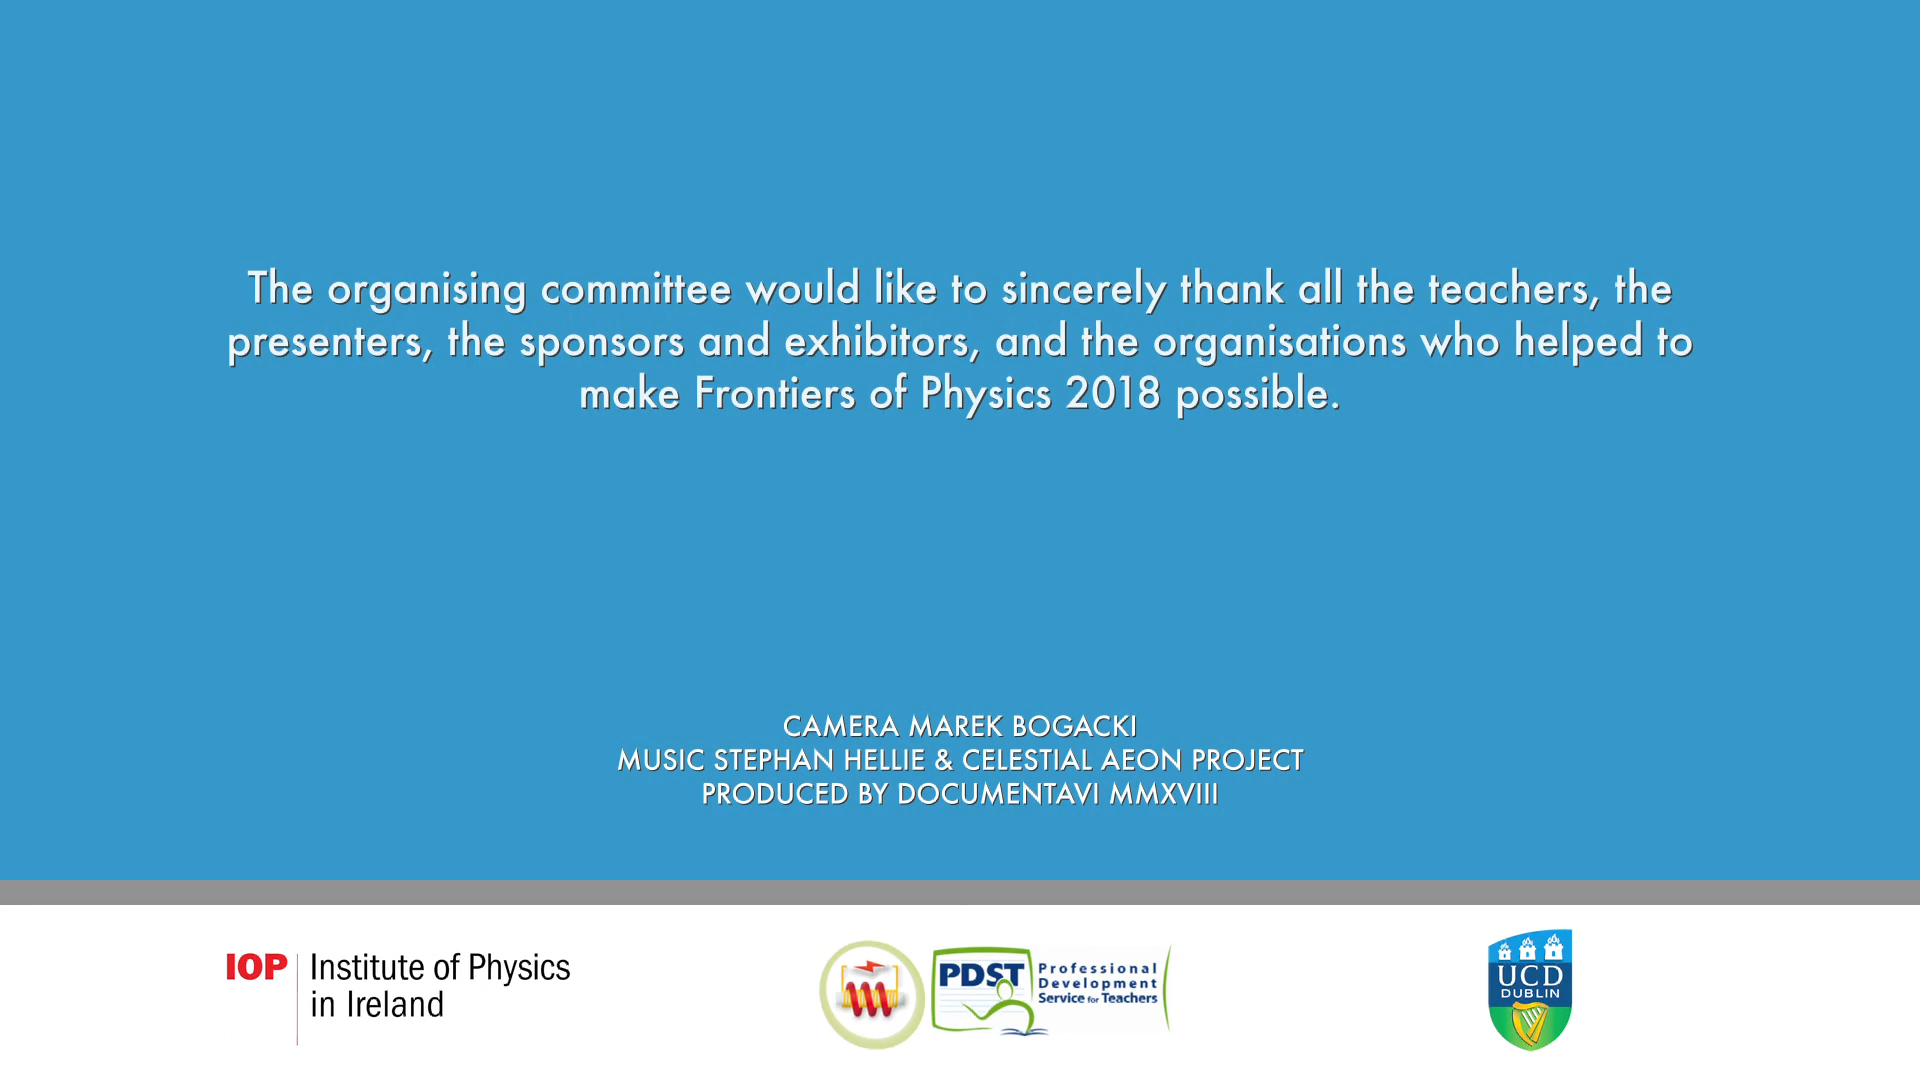 The organising committee would like to sincerely thank all the teachers, the
presenters, the sponsors and exhibitors, and the organisations who helped to
make Frontiers of Physics 2018 possible.
CAMERA MAREK BOGACKI
MUSIC STEPHAN HELLIE & CELESTIAL AEON PROJECT
PRODUCED BY DOCUMENTAVI MMXVIII
IOP Institute of Physics
in Ireland
PDST Professional
Development
Service for Teachers
UCD
DUBLIN